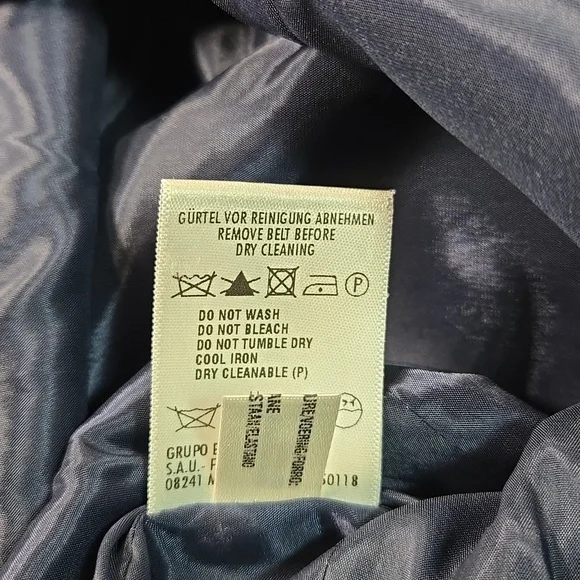 GÜRTEL VOR REINIGUNG ABNEHMEN
REMOVE BELT BEFORE
DRY CLEANING
P
DO NOT WASH
DO NOT BLEACH
DO NOT TUMBLE DRY
COOL IRON
DRY CLEANABLE (P)
GRUPO
S.A.U.-
08241